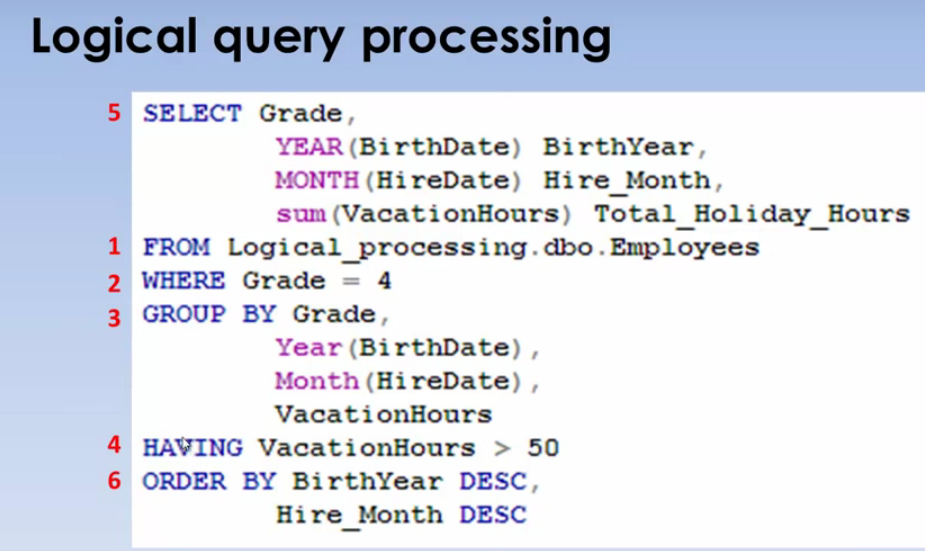 Logical query processing
5 SELECT Grade,
YEAR(BirthDate) BirthYear,
MONTH(HireDate) Hire_Month,
sum(VacationHours) Total_Holiday_Hours
1 FROM Logical_processing.dbo.Employees
2 WHERE Grade = 4
3 GROUP BY Grade,
Year(BirthDate),
Month(HireDate),
VacationHours
4 HAVING VacationHours > 50
6 ORDER BY BirthYear DESC,
Hire_Month DESC